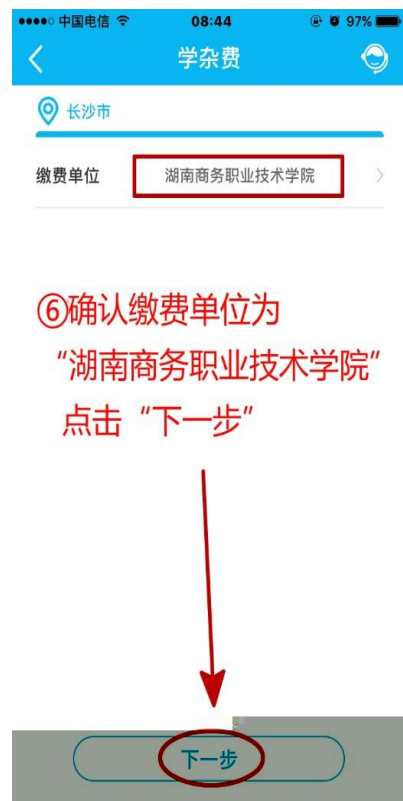 中国电信 08:44 97%
学杂费
长沙市
缴费单位 湖南商务职业技术学院
⑥确认缴费单位为
“湖南商务职业技术学院”
点击“下一步”
下一步